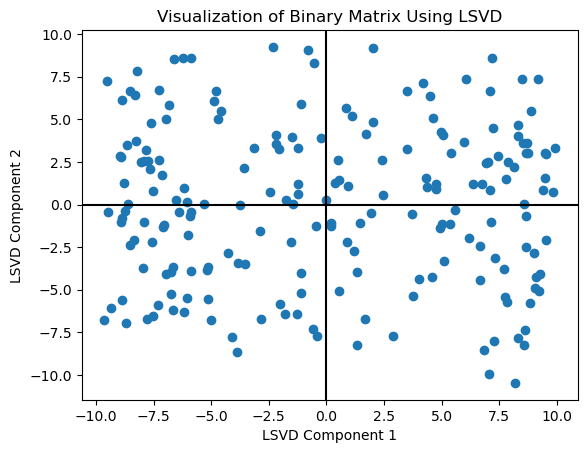 Visualization of Binary Matrix Using LSVD
10.0
7.5
5.0
2.5
0.0
−2.5
−5.0
−7.5
−10.0
LSVD Component 2
−10.0 −7.5 −5.0 −2.5 0.0 2.5 5.0 7.5 10.0
LSVD Component 1